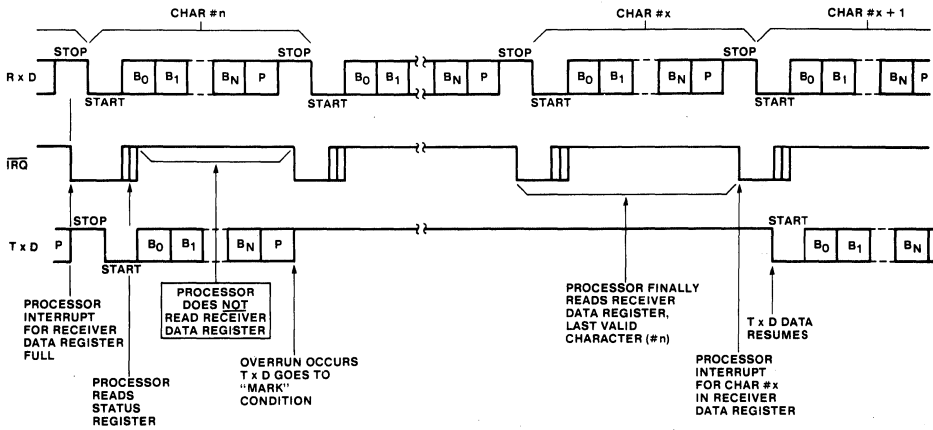 CHAR #n CHAR #x CHAR #x + 1
STOP STOP STOP STOP
R x D B0 B1 BN P B0 B1 BN P B0 B1 BN P B0 B1 BN P
START START START START
IRQ
STOP START
T x D P B0 B1 BN P B0 B1 BN
START
PROCESSOR
INTERRUPT
FOR RECEIVER
DATA REGISTER
FULL
PROCESSOR
READS
STATUS
REGISTER
PROCESSOR
DOES NOT
READ RECEIVER
DATA REGISTER
OVERRUN OCCURS
T x D GOES TO
"MARK"
CONDITION
PROCESSOR FINALLY
READS RECEIVER
DATA REGISTER,
LAST VALID
CHARACTER (#n)
PROCESSOR
INTERRUPT
FOR CHAR #x
IN RECEIVER
DATA REGISTER
T x D DATA
RESUMES